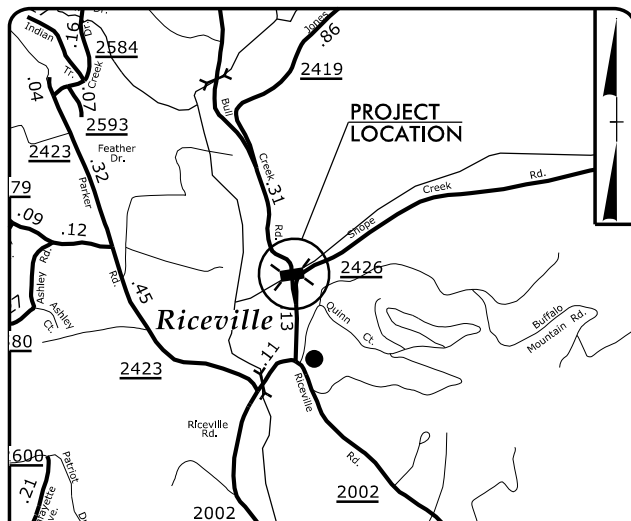 Indian
Tr.
.16
Dr.
Creek
2584
.04
.07
2593
2423
.32
Feather
Dr.
Parker
Rd.
79
.09
.12
Ashley
Rd.
Ashley
Ct.
80
.45
Jones
.86
2419
Bull
Creek
.31
Rd.
PROJECT
LOCATION
Shope
Creek
Rd.
2426
Riceville
.13
Quinn
Ct.
Buffalo
Mountain Rd.
2423
.11
Riceville
Rd.
Riceville
Rd.
600
Patriot
.21
2002
2002